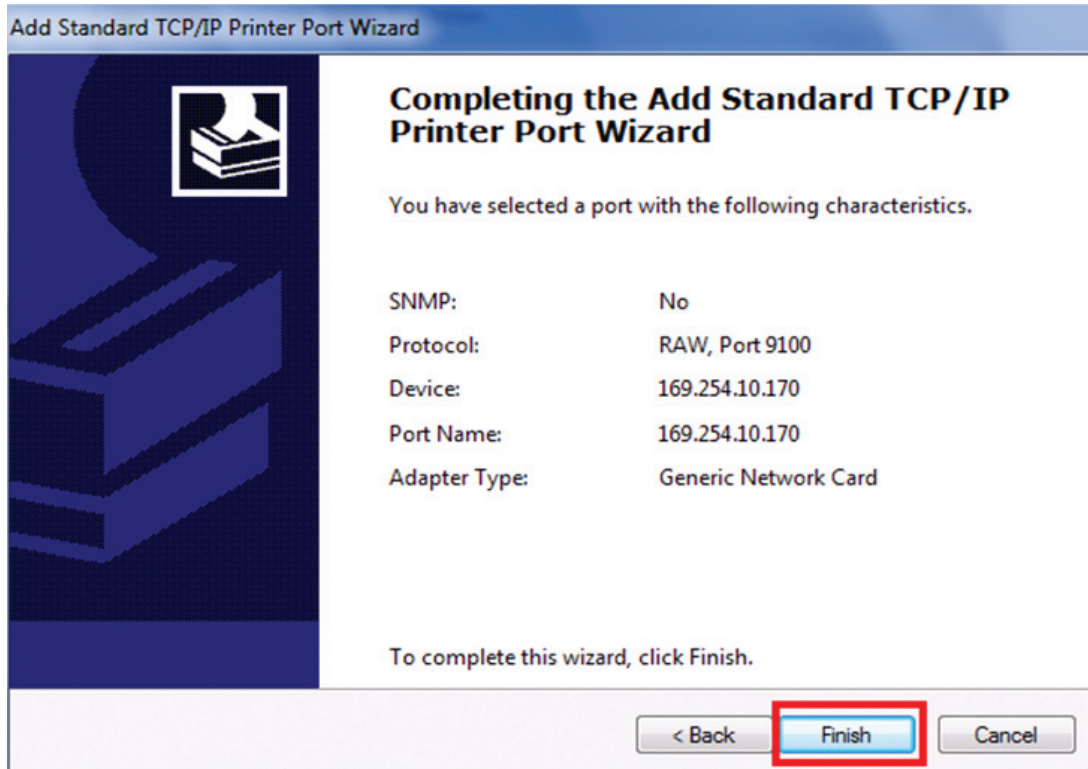 Add Standard TCP/IP Printer Port Wizard
Completing the Add Standard TCP/IP
Printer Port Wizard
You have selected a port with the following characteristics.
SNMP: No
Protocol: RAW, Port 9100
Device: 169.254.10.170
Port Name: 169.254.10.170
Adapter Type: Generic Network Card
To complete this wizard, click Finish.
< Back Finish Cancel